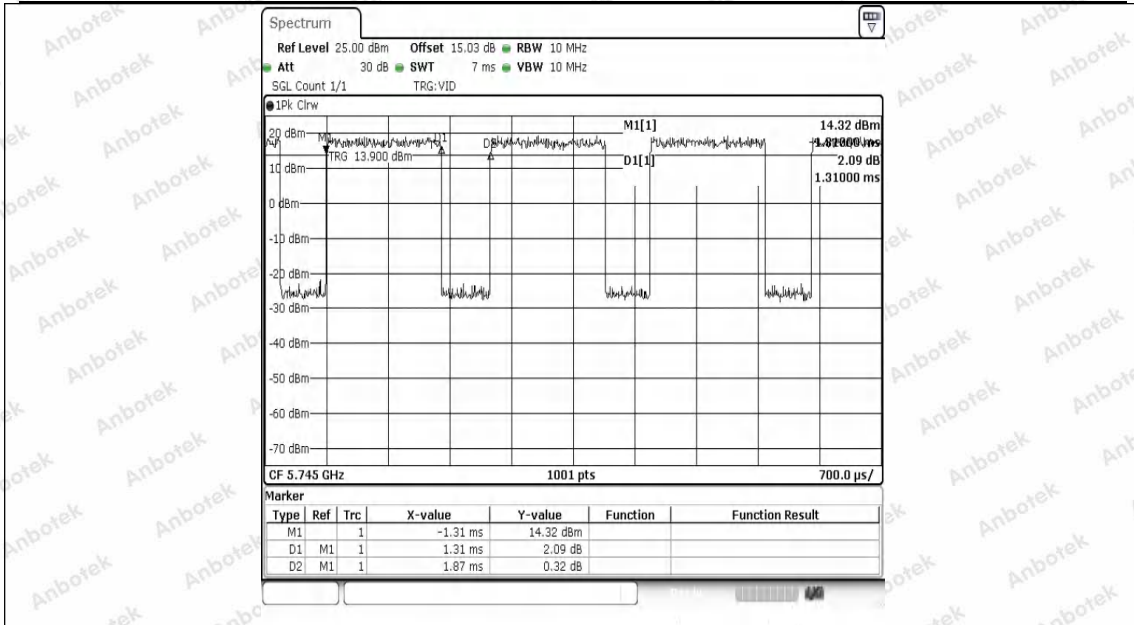 Spectrum
Ref Level 25.00 dBm Offset 15.03 dB RBW 10 MHz
Att 30 dB SWT 7 ms VBW 10 MHz
SGL Count 1/1 TRG:VID
1Pk Clrw
M1[1] 14.32 dBm
20 dBm
D1[1] 2.09 dB
TRG 13.900 dBm
10 dBm
1.31000 ms
0 dBm
-10 dBm
-20 dBm
-30 dBm
-40 dBm
-50 dBm
-60 dBm
-70 dBm
CF 5.745 GHz 1001 pts 700.0 µs/
Marker
Type Ref Trc X-value Y-value Function Function Result
M1 1 -1.31 ms 14.32 dBm
D1 M1 1 1.31 ms 2.09 dB
D2 M1 1 1.87 ms 0.32 dB
Anbotek